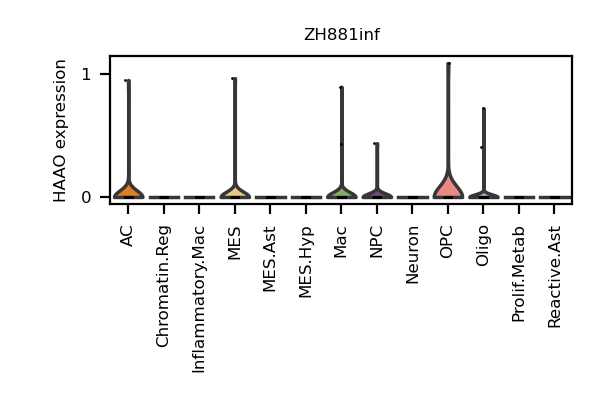 ZH881inf
HAAO expression
1
0
AC
Chromatin.Reg
Inflammatory.Mac
MES
MES.Ast
MES.Hyp
Mac
NPC
Neuron
OPC
Oligo
Prolif.Metab
Reactive.Ast